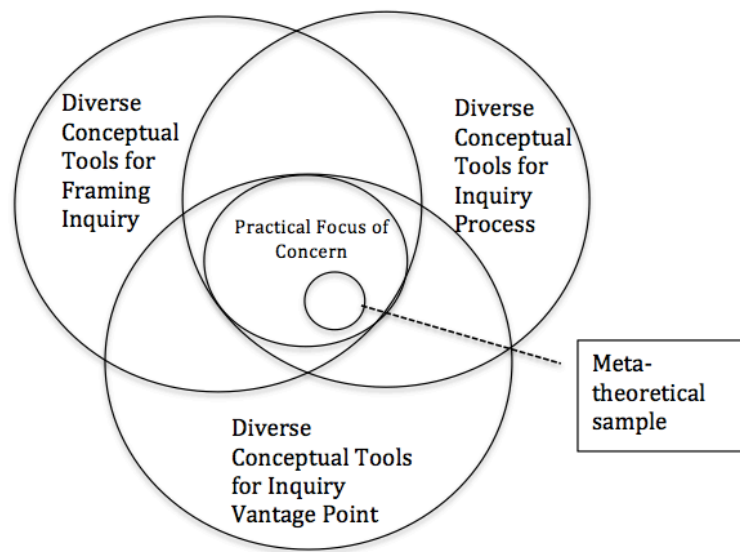 Diverse
Conceptual
Tools for
Framing
Inquiry
Diverse
Conceptual
Tools for
Inquiry
Process
Practical Focus of
Concern
Meta-
theoretical
sample
Diverse
Conceptual Tools
for Inquiry
Vantage Point